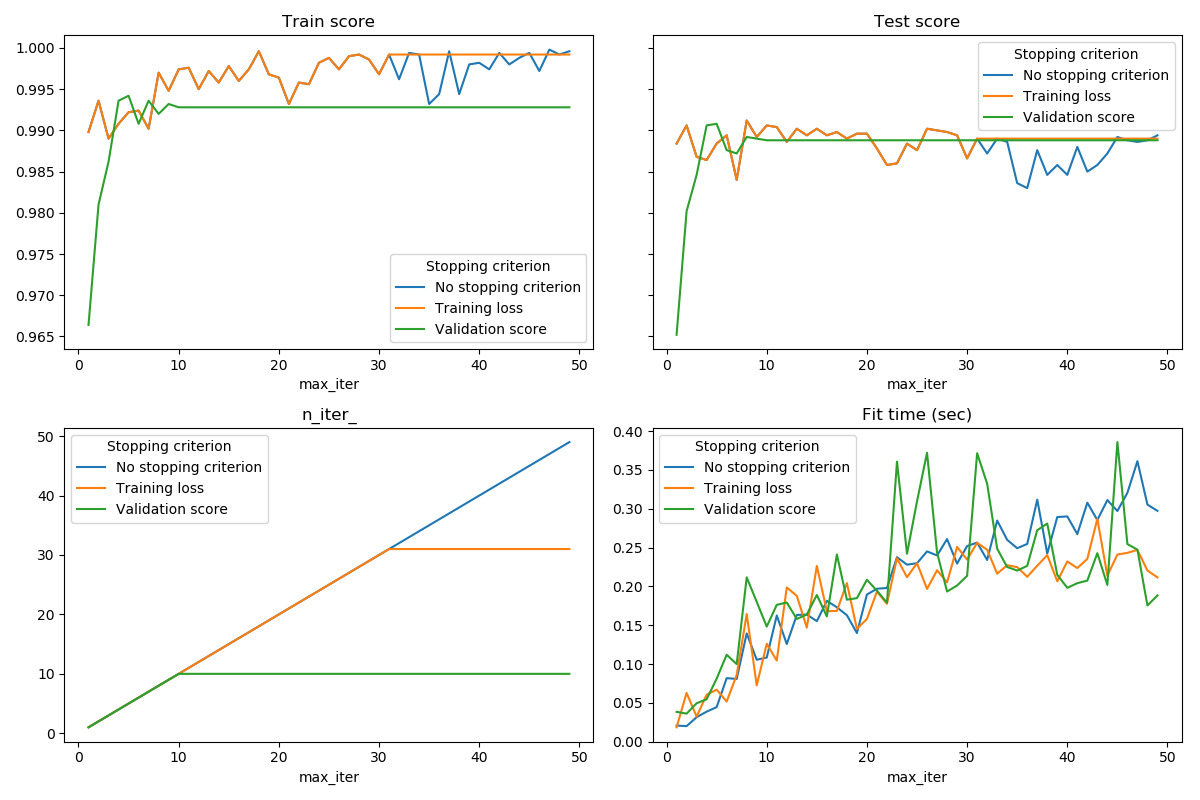 Train score
1.000
0.995
0.990
0.985
0.980
0.975
0.970
0.965
0 10 20 30 40 50
max_iter
Stopping criterion
No stopping criterion
Training loss
Validation score
Test score
0 10 20 30 40 50
max_iter
Stopping criterion
No stopping criterion
Training loss
Validation score
n_iter_
50
40
30
20
10
0
0 10 20 30 40 50
max_iter
Stopping criterion
No stopping criterion
Training loss
Validation score
Fit time (sec)
0.40
0.35
0.30
0.25
0.20
0.15
0.10
0.05
0.00
0 10 20 30 40 50
max_iter
Stopping criterion
No stopping criterion
Training loss
Validation score